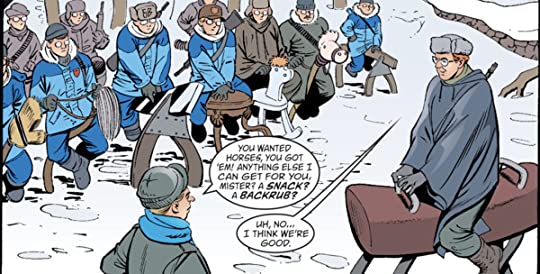 YOU WANTED
HORSES, YOU GOT
'EM! ANYTHING ELSE I
CAN GET FOR YOU,
MISTER? A SNACK?
A BACKRUB?
UH, NO...
I THINK WE'RE
GOOD.